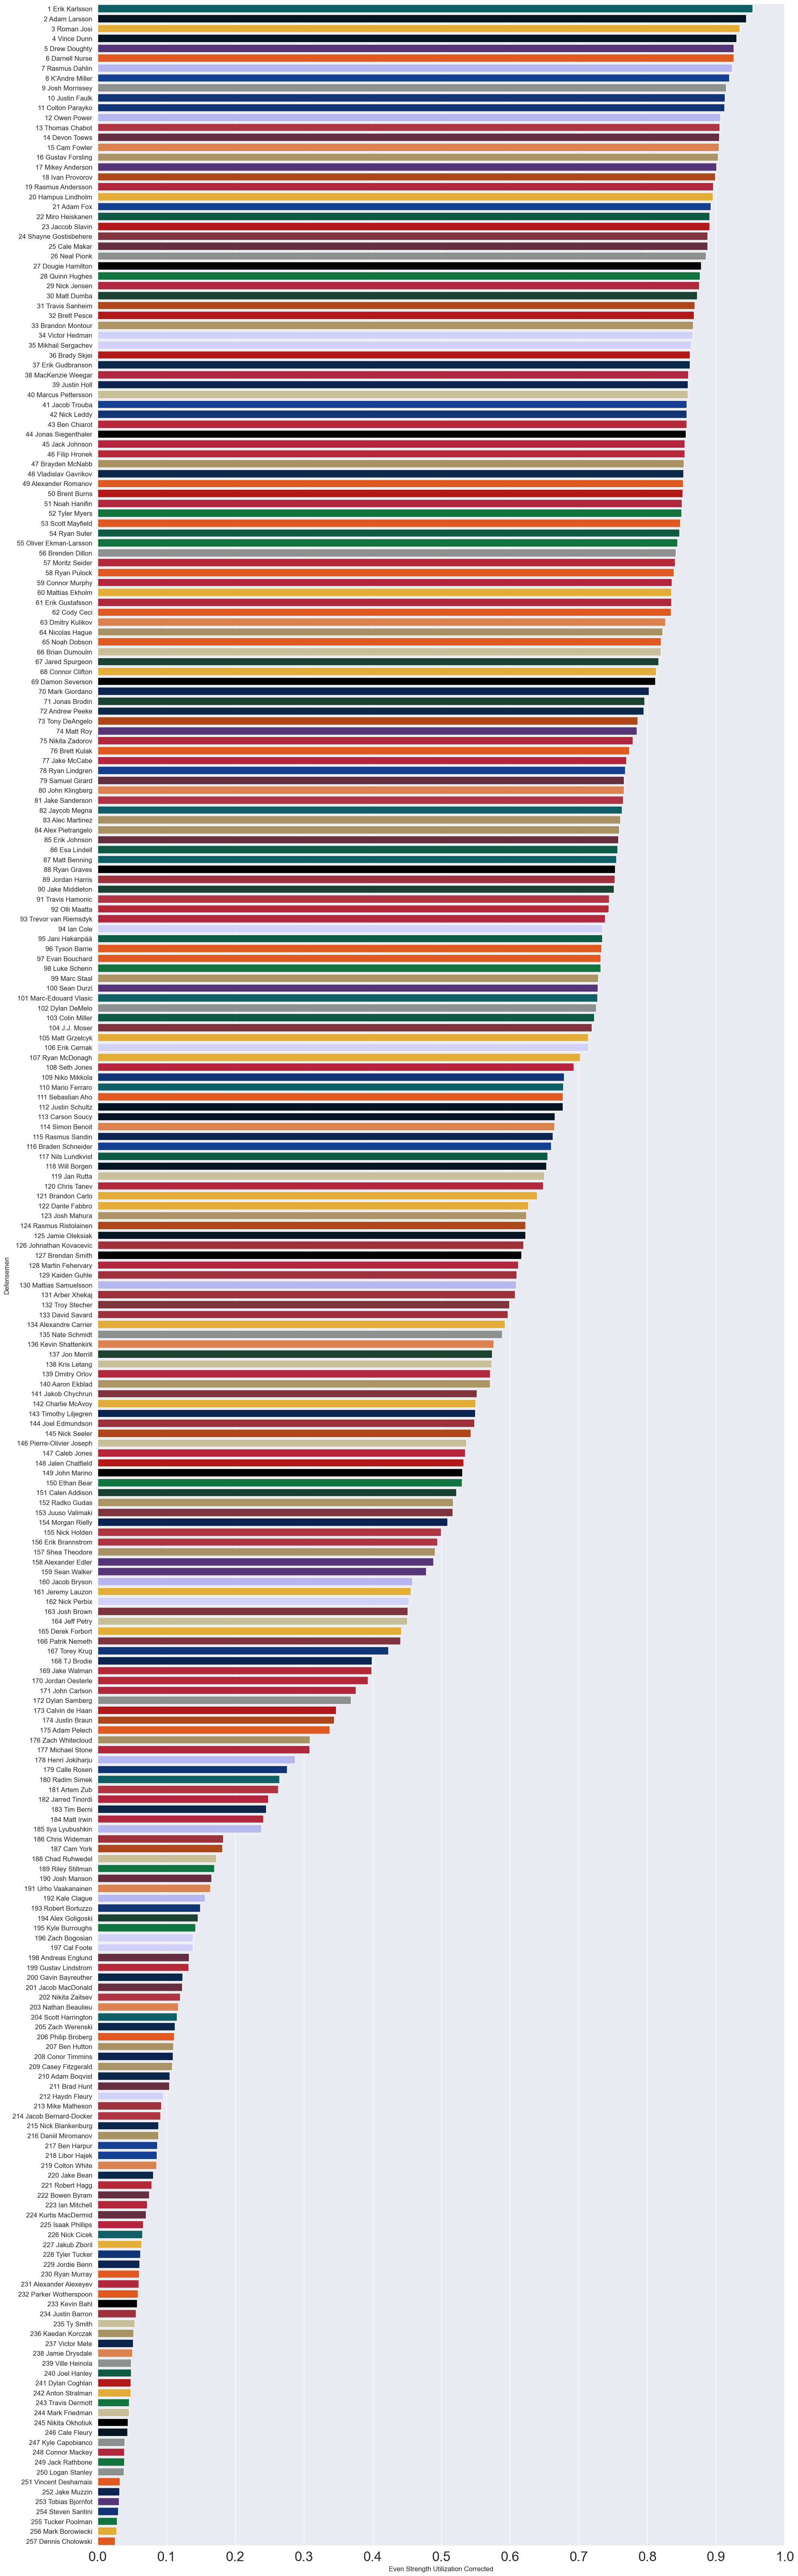 1 Erik Karlsson
2 Adam Larsson
3 Roman Josi
4 Vince Dunn
5 Drew Doughty
6 Darnell Nurse
7 Rasmus Dahlin
8 K'Andre Miller
9 Josh Morrissey
10 Justin Faulk
11 Colton Parayko
12 Owen Power
13 Thomas Chabot
14 Devon Toews
15 Cam Fowler
16 Gustav Forsling
17 Mikey Anderson
18 Ivan Provorov
19 Rasmus Andersson
20 Hampus Lindholm
21 Adam Fox
22 Miro Heiskanen
23 Jaccob Slavin
24 Shayne Gostisbehere
25 Cale Makar
26 Neal Pionk
27 Dougie Hamilton
28 Quinn Hughes
29 Nick Jensen
30 Matt Dumba
31 Travis Sanheim
32 Brett Pesce
33 Brandon Montour
34 Victor Hedman
35 Mikhail Sergachev
36 Brady Skjei
37 Erik Gudbranson
38 MacKenzie Weegar
39 Justin Holl
40 Marcus Pettersson
41 Jacob Trouba
42 Nick Leddy
43 Ben Chiarot
44 Jonas Siegenthaler
45 Jack Johnson
46 Filip Hronek
47 Brayden McNabb
48 Vladislav Gavrikov
49 Alexander Romanov
50 Brent Burns
51 Noah Hanifin
52 Tyler Myers
53 Scott Mayfield
54 Ryan Suter
55 Oliver Ekman-Larsson
56 Brenden Dillon
57 Moritz Seider
58 Ryan Pulock
59 Connor Murphy
60 Mattias Ekholm
61 Erik Gustafsson
62 Cody Ceci
63 Dmitry Kulikov
64 Nicolas Hague
65 Noah Dobson
66 Brian Dumoulin
67 Jared Spurgeon
68 Connor Clifton
69 Damon Severson
70 Mark Giordano
71 Jonas Brodin
72 Andrew Peeke
73 Tony DeAngelo
74 Matt Roy
75 Nikita Zadorov
76 Brett Kulak
77 Jake McCabe
78 Ryan Lindgren
79 Samuel Girard
80 John Klingberg
81 Jake Sanderson
82 Jaycob Megna
83 Alec Martinez
84 Alex Pietrangelo
85 Erik Johnson
86 Esa Lindell
87 Matt Benning
88 Ryan Graves
89 Jordan Harris
90 Jake Middleton
91 Travis Hamonic
92 Olli Maatta
93 Trevor van Riemsdyk
94 Ian Cole
95 Jani Hakanpää
96 Tyson Barrie
97 Evan Bouchard
98 Luke Schenn
99 Marc Staal
100 Sean Durzi
101 Marc-Edouard Vlasic
102 Dylan DeMelo
103 Colin Miller
104 J.J. Moser
105 Matt Grzelcyk
106 Erik Cernak
107 Ryan McDonagh
108 Seth Jones
109 Niko Mikkola
110 Mario Ferraro
111 Sebastian Aho
112 Justin Schultz
113 Carson Soucy
114 Simon Benoit
115 Rasmus Sandin
116 Braden Schneider
117 Nils Lundkvist
118 Will Borgen
119 Jan Rutta
120 Chris Tanev
121 Brandon Carlo
122 Dante Fabbro
123 Josh Mahura
124 Rasmus Ristolainen
125 Jamie Oleksiak
126 Johnathan Kovacevic
127 Brendan Smith
128 Martin Fehervary
129 Kaiden Guhle
130 Mattias Samuelsson
131 Arber Xhekaj
132 Troy Stecher
133 David Savard
134 Alexandre Carrier
135 Nate Schmidt
136 Kevin Shattenkirk
137 Jon Merrill
138 Kris Letang
139 Dmitry Orlov
140 Aaron Ekblad
141 Jakob Chychrun
142 Charlie McAvoy
143 Timothy Liljegren
144 Joel Edmundson
145 Nick Seeler
146 Pierre-Olivier Joseph
147 Caleb Jones
148 Jalen Chatfield
149 John Marino
150 Ethan Bear
151 Calen Addison
152 Radko Gudas
153 Juuso Valimaki
154 Morgan Rielly
155 Nick Holden
156 Erik Brannstrom
157 Shea Theodore
158 Alexander Edler
159 Sean Walker
160 Jacob Bryson
161 Jeremy Lauzon
162 Nick Perbix
163 Josh Brown
164 Jeff Petry
165 Derek Forbort
166 Patrik Nemeth
167 Torey Krug
168 TJ Brodie
169 Jake Walman
170 Jordan Oesterle
171 John Carlson
172 Dylan Samberg
173 Calvin de Haan
174 Justin Braun
175 Adam Pelech
176 Zach Whitecloud
177 Michael Stone
178 Henri Jokiharju
179 Calle Rosen
180 Radim Simek
181 Artem Zub
182 Jarred Tinordi
183 Tim Berni
184 Matt Irwin
185 Ilya Lyubushkin
186 Chris Wideman
187 Cam York
188 Chad Ruhwedel
189 Riley Stillman
190 Josh Manson
191 Urho Vaakanainen
192 Kale Clague
193 Robert Bortuzzo
194 Alex Goligoski
195 Kyle Burroughs
196 Zach Bogosian
197 Cal Foote
198 Andreas Englund
199 Gustav Lindstrom
200 Gavin Bayreuther
201 Jacob MacDonald
202 Nikita Zaitsev
203 Nathan Beaulieu
204 Scott Harrington
205 Zach Werenski
206 Philip Broberg
207 Ben Hutton
208 Conor Timmins
209 Casey Fitzgerald
210 Adam Boqvist
211 Brad Hunt
212 Haydn Fleury
213 Mike Matheson
214 Jacob Bernard-Docker
215 Nick Blankenburg
216 Daniil Miromanov
217 Ben Harpur
218 Libor Hajek
219 Colton White
220 Jake Bean
221 Robert Hagg
222 Bowen Byram
223 Ian Mitchell
224 Kurtis MacDermid
225 Isaak Phillips
226 Nick Cicek
227 Jakub Zboril
228 Tyler Tucker
229 Jordie Benn
230 Ryan Murray
231 Alexander Alexeyev
232 Parker Wotherspoon
233 Kevin Bahl
234 Justin Barron
235 Ty Smith
236 Kaedan Korczak
237 Victor Mete
238 Jamie Drysdale
239 Ville Heinola
240 Joel Hanley
241 Dylan Coghlan
242 Anton Stralman
243 Travis Dermott
244 Mark Friedman
245 Nikita Okhotiuk
246 Cale Fleury
247 Kyle Capobianco
248 Connor Mackey
249 Jack Rathbone
250 Logan Stanley
251 Vincent Desharnais
252 Jake Muzzin
253 Tobias Bjornfot
254 Steven Santini
255 Tucker Poolman
256 Mark Borowiecki
257 Dennis Cholowski
Defensemen
0.0 0.1 0.2 0.3 0.4 0.5 0.6 0.7 0.8 0.9 1.0
Even Strength Utilization Corrected